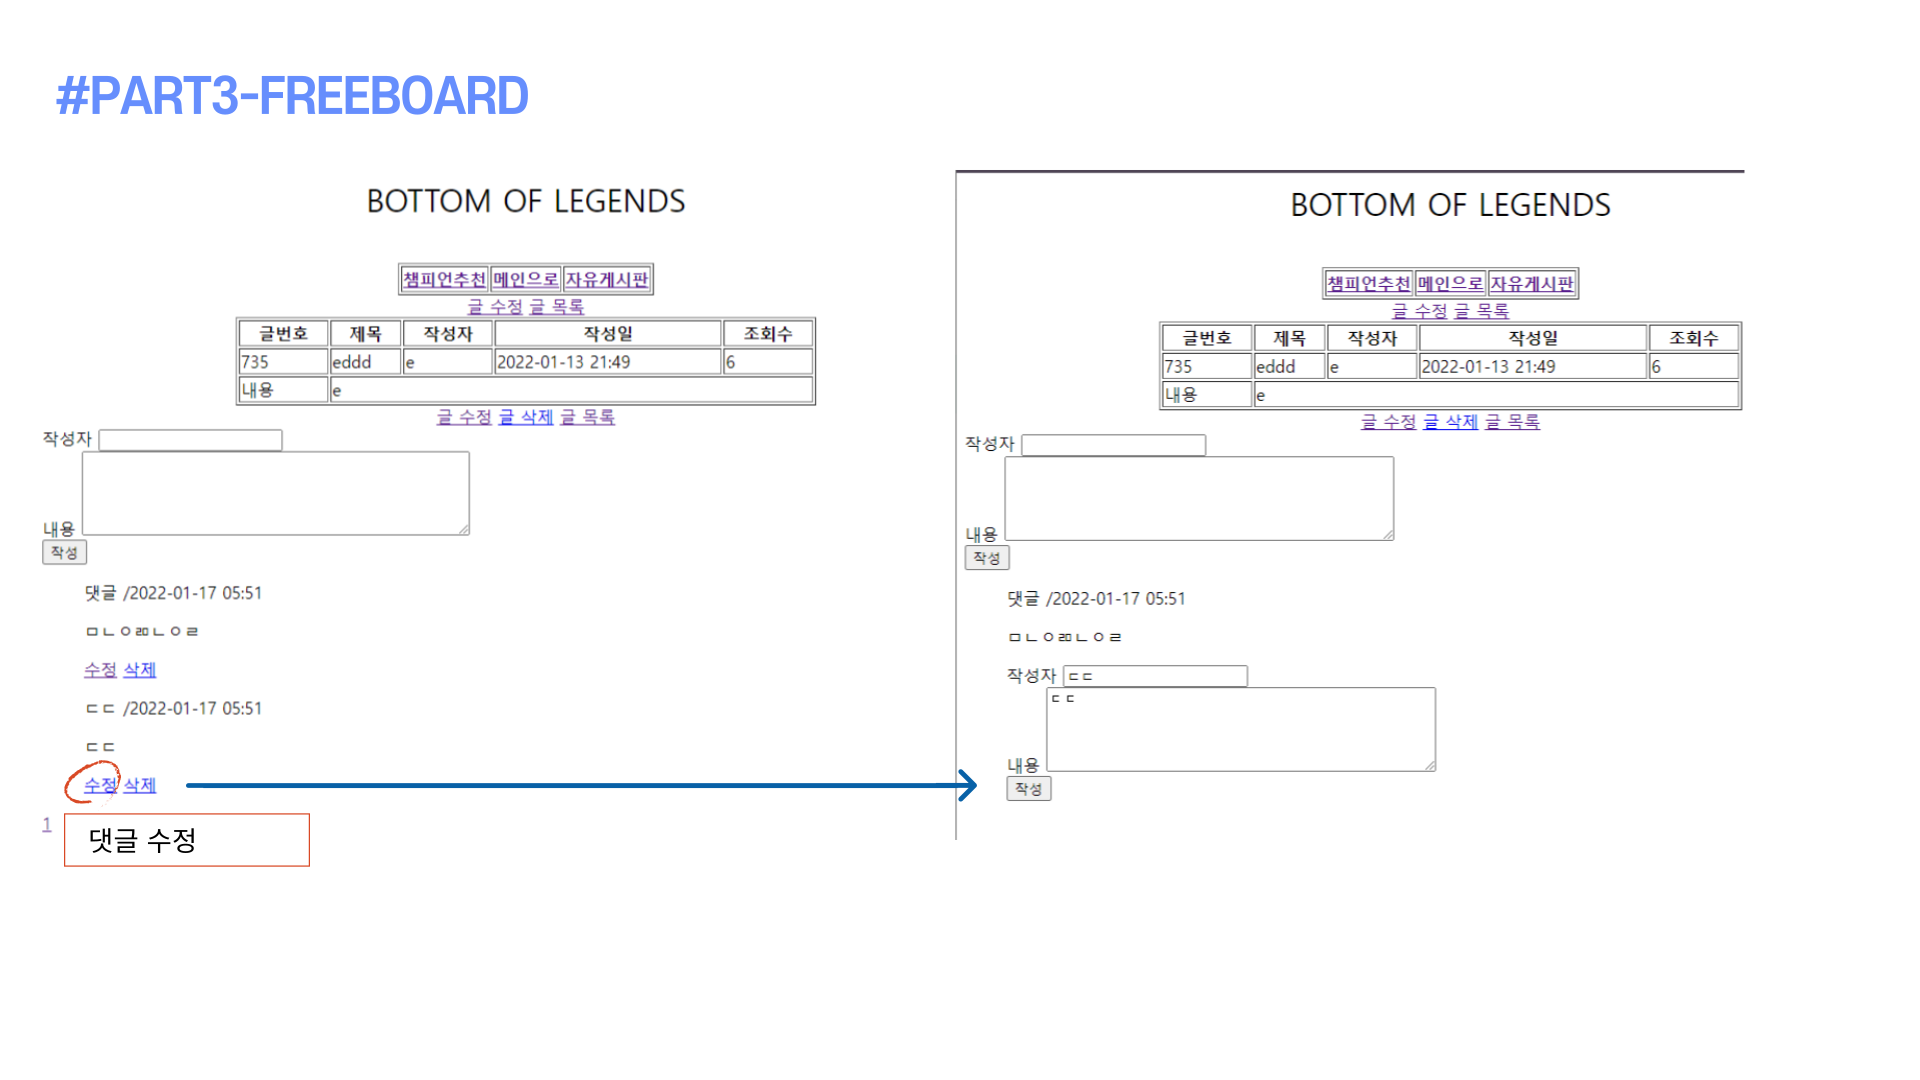 #PART3-FREEBOARD
BOTTOM OF LEGENDS
챔피언추천 메인으로 자유게시판
글 수정 글 목록
글번호 제목 작성자 작성일 조회수
735 eddd e 2022-01-13 21:49 6
내용 e
글 수정 글 삭제 글 목록
작성자
내용
작성
댓글 /2022-01-17 05:51
ㅁㄴㅇㄻㄴㅇㄹ
수정 삭제
ㄷㄷ /2022-01-17 05:51
ㄷㄷ
수정 삭제
1
댓글 수정
BOTTOM OF LEGENDS
챔피언추천 메인으로 자유게시판
글 수정 글 목록
글번호 제목 작성자 작성일 조회수
735 eddd e 2022-01-13 21:49 6
내용 e
글 수정 글 삭제 글 목록
작성자
내용
작성
댓글 /2022-01-17 05:51
ㅁㄴㅇㄻㄴㅇㄹ
작성자 ㄷㄷ
ㄷㄷ
내용
작성